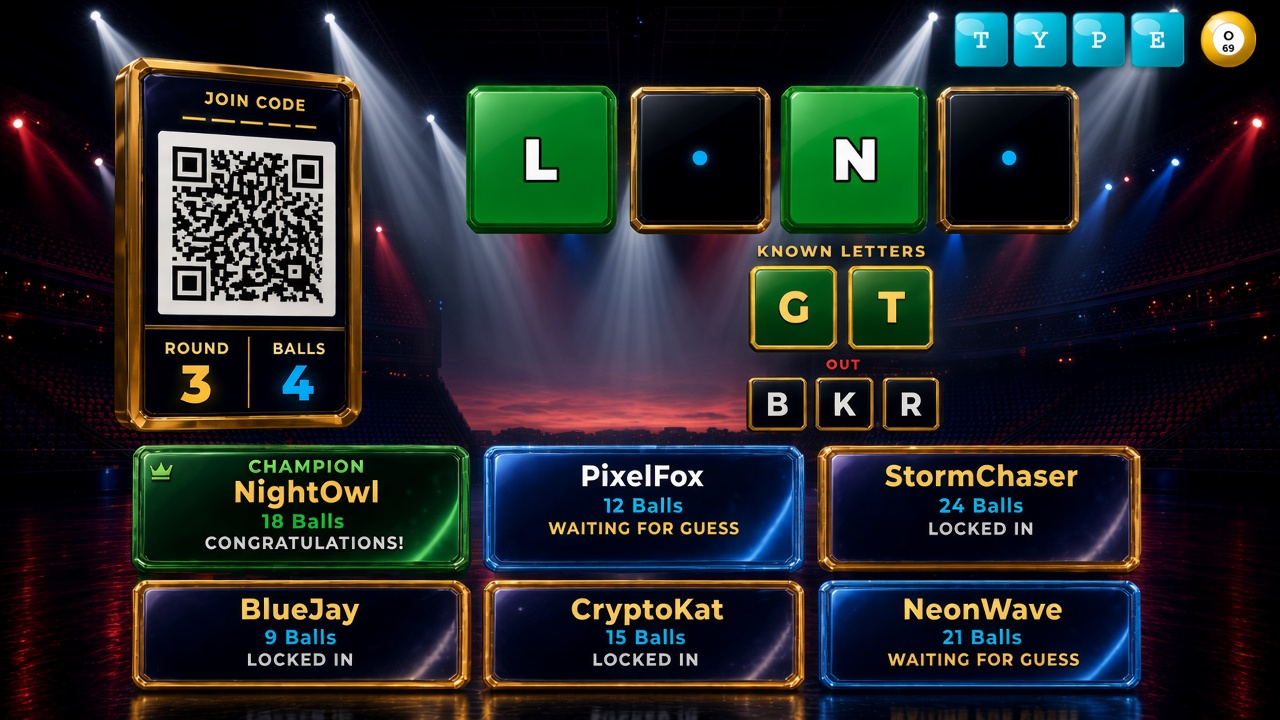 T Y P E O 69
JOIN CODE
L N
KNOWN LETTERS
G T
OUT
B K R
ROUND BALLS
3 4
CHAMPION
NightOwl
18 Balls
CONGRATULATIONS!
PixelFox
12 Balls
WAITING FOR GUESS
StormChaser
24 Balls
LOCKED IN
BlueJay
9 Balls
LOCKED IN
CryptoKat
15 Balls
LOCKED IN
NeonWave
21 Balls
WAITING FOR GUESS